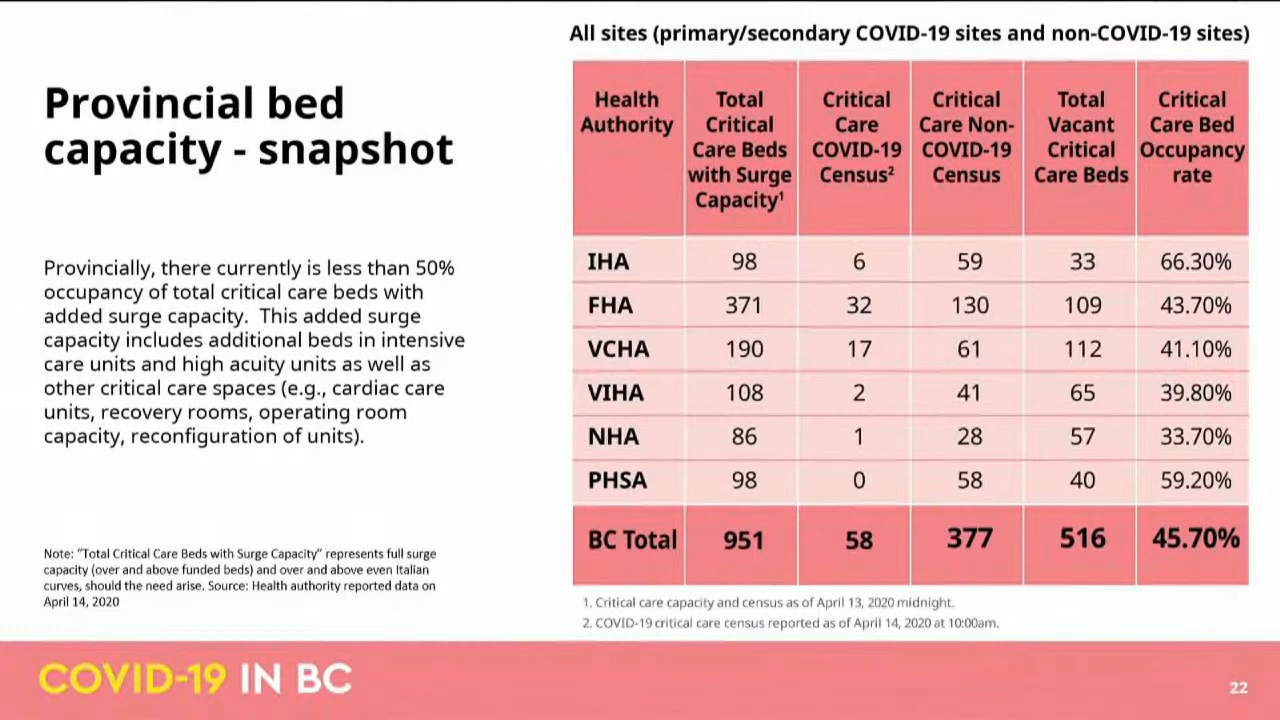 All sites (primary/secondary COVID-19 sites and non-COVID-19 sites)
Provincial bed
capacity - snapshot
Provincially, there currently is less than 50%
occupancy of total critical care beds with
added surge capacity.  This added surge
capacity includes additional beds in intensive
care units and high acuity units as well as
other critical care spaces (e.g., cardiac care
units, recovery rooms, operating room
capacity, reconfiguration of units).
Note: "Total Critical Care Beds with Surge Capacity" represents full surge
capacity (over and above funded beds) and over and above even Italian
curves, should the need arise. Source: Health authority reported data on
April 14, 2020
Health
Authority
Total
Critical
Care Beds
with Surge
Capacity¹
Critical
Care
COVID-19
Census²
Critical
Care Non-
COVID-19
Census
Total
Vacant
Critical
Care Beds
Critical
Care Bed
Occupancy
rate
IHA 98 6 59 33 66.30%
FHA 371 32 130 109 43.70%
VCHA 190 17 61 112 41.10%
VIHA 108 2 41 65 39.80%
NHA 86 1 28 57 33.70%
PHSA 98 0 58 40 59.20%
BC Total 951 58 377 516 45.70%
1. Critical care capacity and census as of April 13, 2020 midnight.
2. COVID-19 critical care census reported as of April 14, 2020 at 10:00am.
COVID-19 IN BC
22